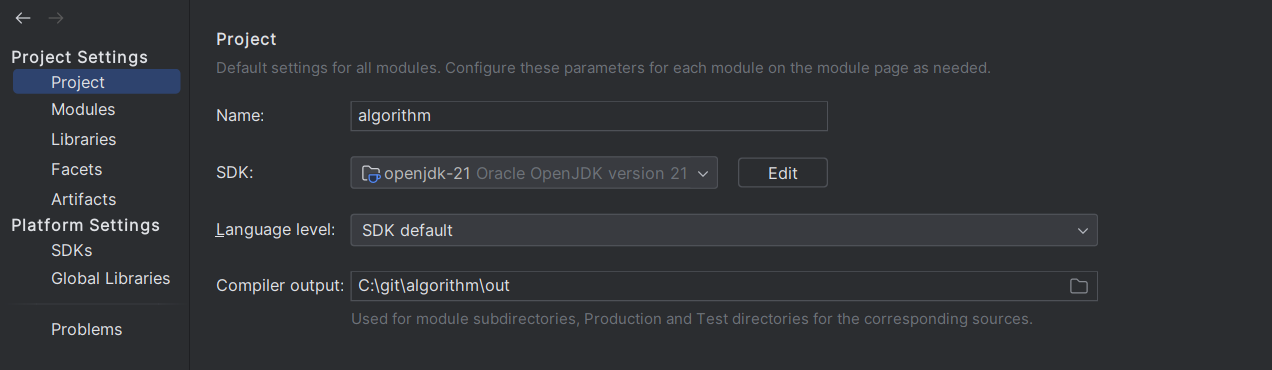 Project Settings
Project
Modules
Libraries
Facets
Artifacts
Platform Settings
SDKs
Global Libraries
Problems
Project
Default settings for all modules. Configure these parameters for each module on the module page as needed.
Name: algorithm
SDK: openjdk-21 Oracle OpenJDK version 21 Edit
Language level: SDK default
Compiler output: C:\git\algorithm\out
Used for module subdirectories, Production and Test directories for the corresponding sources.